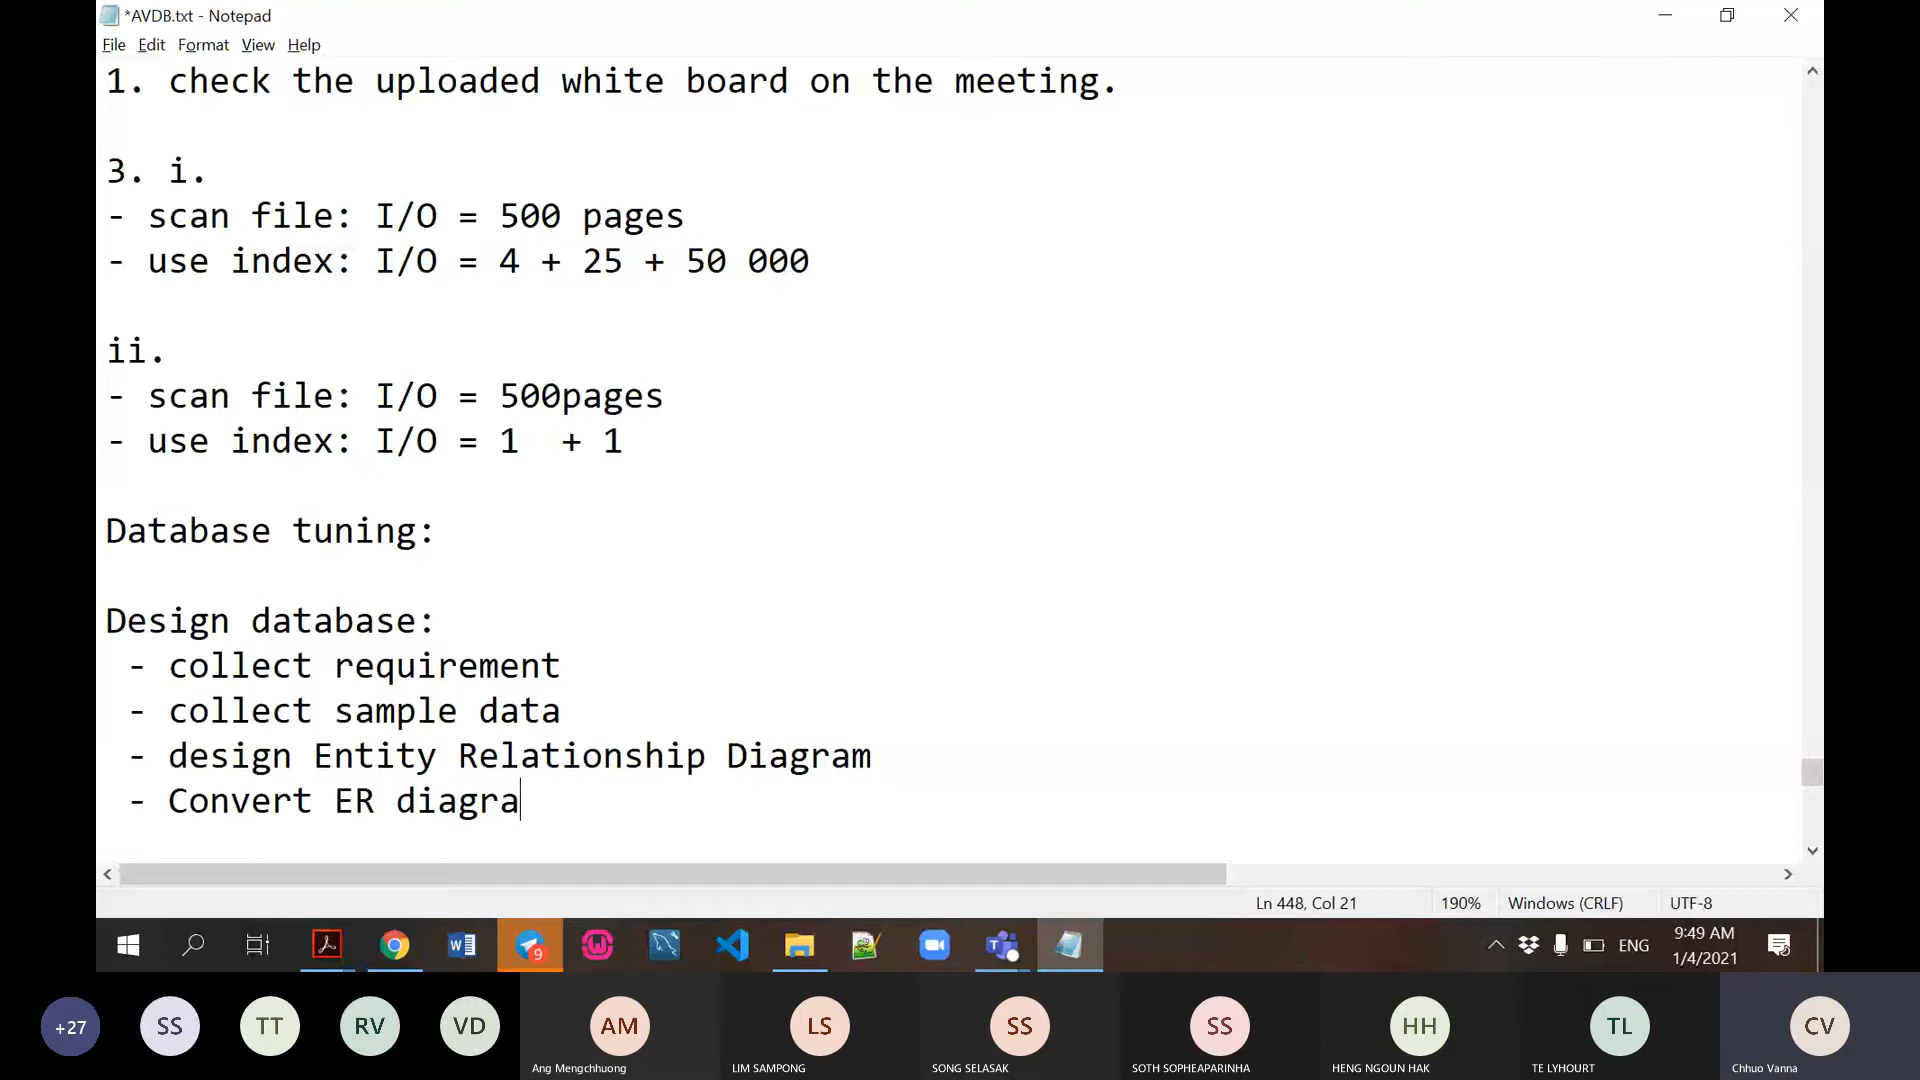 *AVDB.txt - Notepad
File Edit Format View Help
1. check the uploaded white board on the meeting.
3. i.
- scan file: I/O = 500 pages
- use index: I/O = 4 + 25 + 50 000
ii.
- scan file: I/O = 500pages
- use index: I/O = 1  + 1
Database tuning:
Design database:
- collect requirement
- collect sample data
- design Entity Relationship Diagram
- Convert ER diagra
Ln 448, Col 21 190% Windows (CRLF) UTF-8
9 ENG 9:49 AM
1/4/2021
+27 SS TT RV VD AM LS SS SS HH TL CV
Ang Mengchhuong LIM SAMPONG SONG SELASAK SOTH SOPHEAPARINHA HENG NGOUN HAK TE LYHOURT Chhuo Vanna